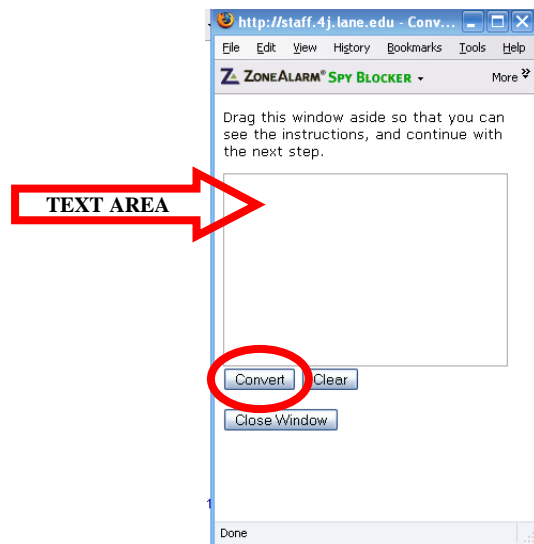 http://staff.4j.lane.edu - Conv...
File Edit View History Bookmarks Tools Help
ZONEALARM® SPY BLOCKER More
Drag this window aside so that you can
see the instructions, and continue with
the next step.
TEXT AREA
Convert Clear
Close Window
1
Done